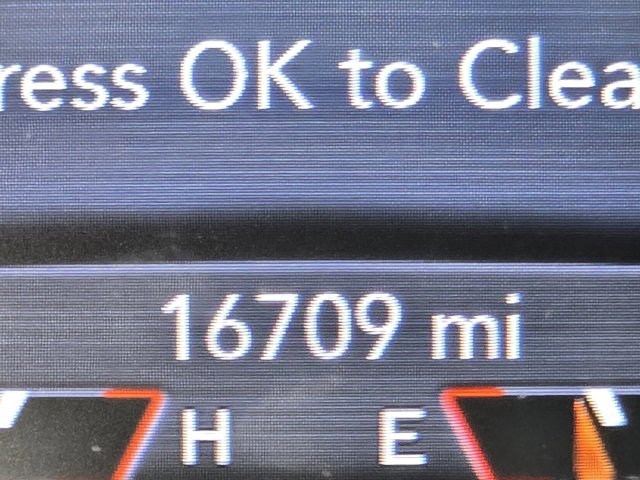 ress OK to Clea
16709 mi
H E